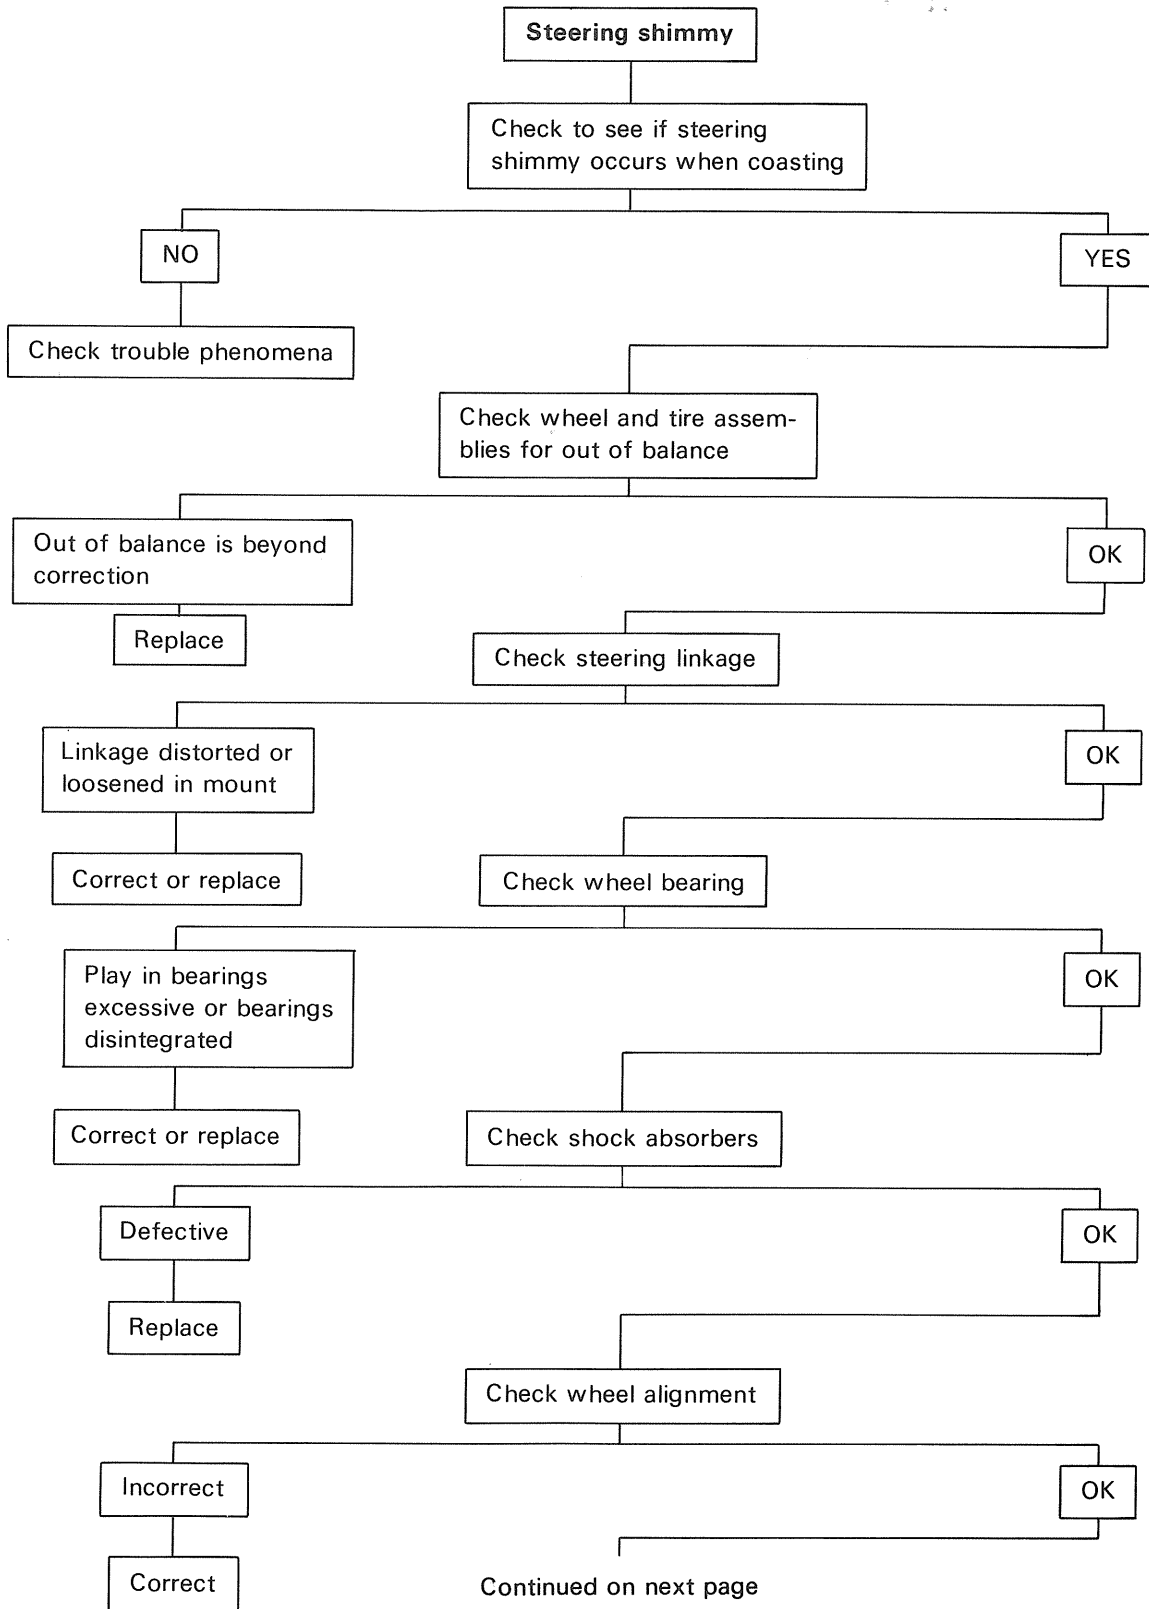 Steering shimmy
Check to see if steering
shimmy occurs when coasting
NO
YES
Check trouble phenomena
Check wheel and tire assem-
blies for out of balance
Out of balance is beyond
correction
OK
Replace
Check steering linkage
Linkage distorted or
loosened in mount
OK
Correct or replace
Check wheel bearing
Play in bearings
excessive or bearings
disintegrated
OK
Correct or replace
Check shock absorbers
Defective
OK
Replace
Check wheel alignment
Incorrect
OK
Correct
Continued on next page